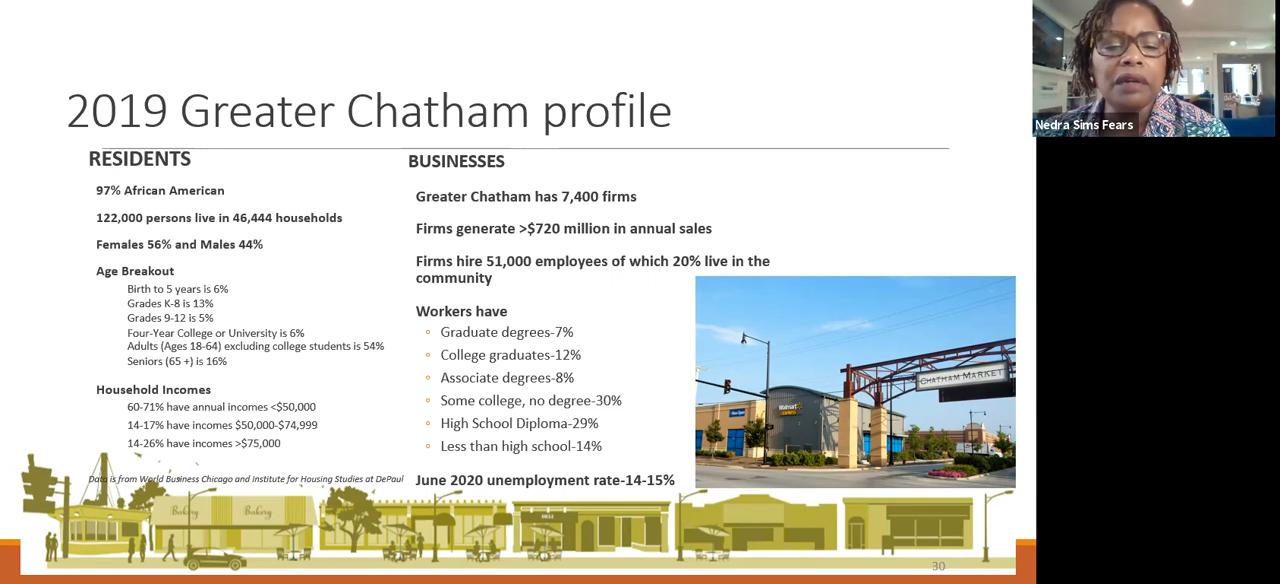 2019 Greater Chatham profile
RESIDENTS
97% African American
122,000 persons live in 46,444 households
Females 56% and Males 44%
Age Breakout
Birth to 5 years is 6%
Grades K-8 is 13%
Grades 9-12 is 5%
Four-Year College or University is 6%
Adults (Ages 18-64) excluding college students is 54%
Seniors (65 +) is 16%
Household Incomes
60-71% have annual incomes <$50,000
14-17% have incomes $50,000-$74,999
14-26% have incomes >$75,000
Data is from World Business Chicago and Institute for Housing Studies at DePaul
BUSINESSES
Greater Chatham has 7,400 firms
Firms generate >$720 million in annual sales
Firms hire 51,000 employees of which 20% live in the
community
Workers have
Graduate degrees-7%
College graduates-12%
Associate degrees-8%
Some college, no degree-30%
High School Diploma-29%
Less than high school-14%
June 2020 unemployment rate-14-15%
CHATHAM MARKET
Walmart
Bakery
Bakery
30
Nedra Sims Fears